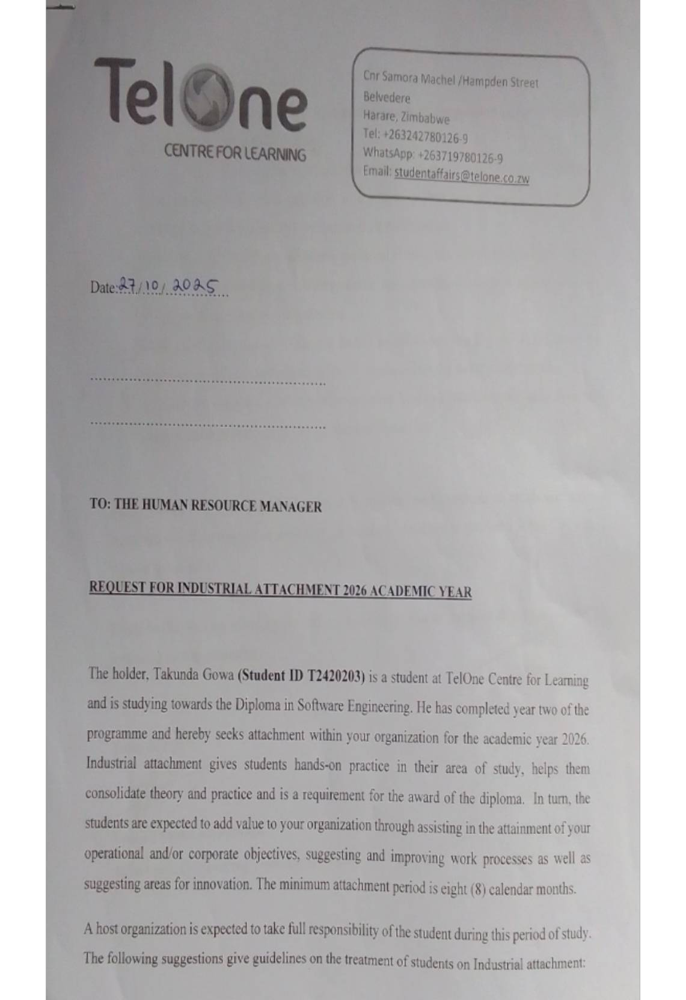 TelOne
CENTRE FOR LEARNING
Cnr Samora Machel /Hampden Street
Belvedere
Harare, Zimbabwe
Tel: +263242780126-9
WhatsApp: +263719780126-9
Email: studentaffairs@telone.co.zw
Date: 27/10/2025
TO: THE HUMAN RESOURCE MANAGER
REQUEST FOR INDUSTRIAL ATTACHMENT 2026 ACADEMIC YEAR
The holder, Takunda Gowa (Student ID T2420203) is a student at TelOne Centre for Learning
and is studying towards the Diploma in Software Engineering. He has completed year two of the
programme and hereby seeks attachment within your organization for the academic year 2026.
Industrial attachment gives students hands-on practice in their area of study, helps them
consolidate theory and practice and is a requirement for the award of the diploma. In turn, the
students are expected to add value to your organization through assisting in the attainment of your
operational and/or corporate objectives, suggesting and improving work processes as well as
suggesting areas for innovation. The minimum attachment period is eight (8) calendar months.
A host organization is expected to take full responsibility of the student during this period of study.
The following suggestions give guidelines on the treatment of students on Industrial attachment: